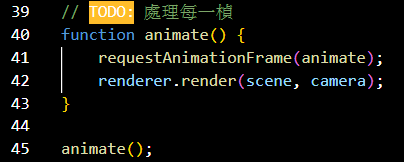 39 // TODO: 處理每一楨
40 function animate() {
41 requestAnimationFrame(animate);
42 renderer.render(scene, camera);
43 }
44
45 animate();